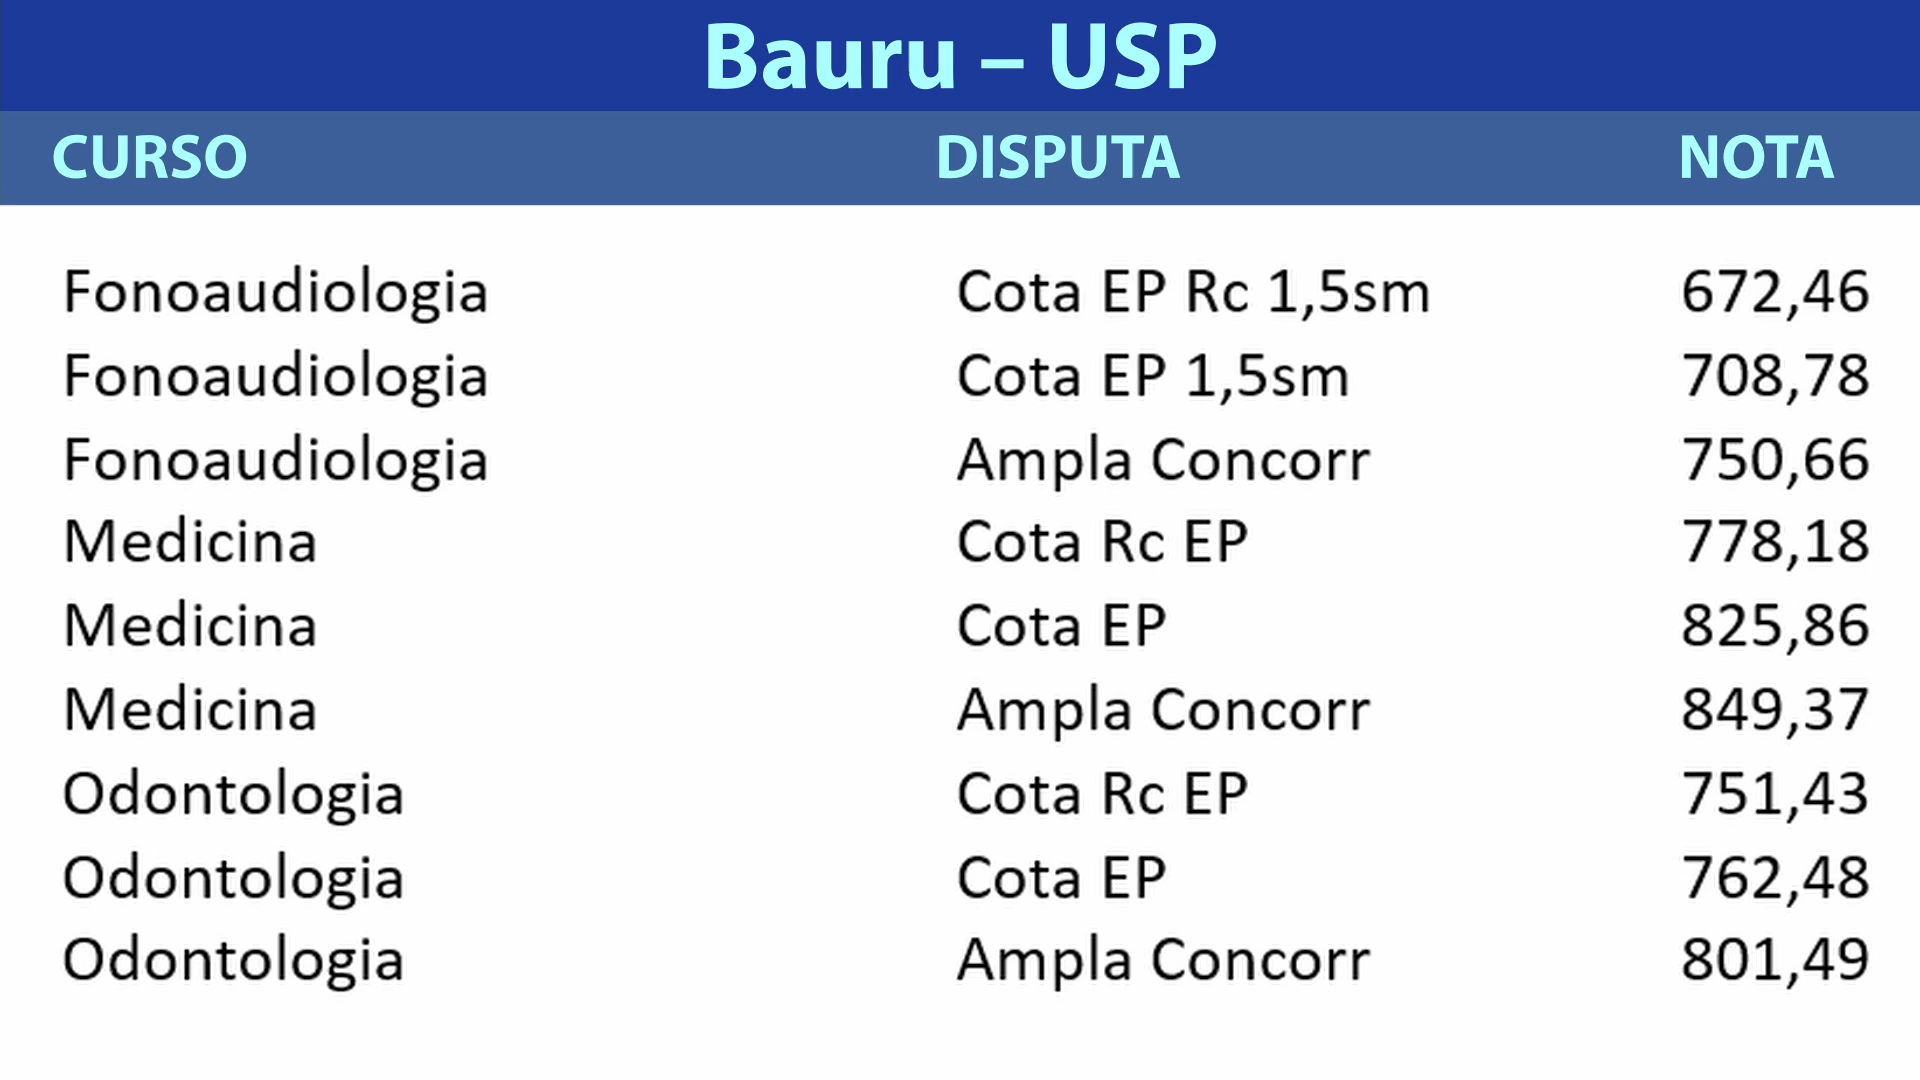 Bauru – USP
CURSO DISPUTA NOTA
Fonoaudiologia Cota EP Rc 1,5sm 672,46
Fonoaudiologia Cota EP 1,5sm 708,78
Fonoaudiologia Ampla Concorr 750,66
Medicina Cota Rc EP 778,18
Medicina Cota EP 825,86
Medicina Ampla Concorr 849,37
Odontologia Cota Rc EP 751,43
Odontologia Cota EP 762,48
Odontologia Ampla Concorr 801,49